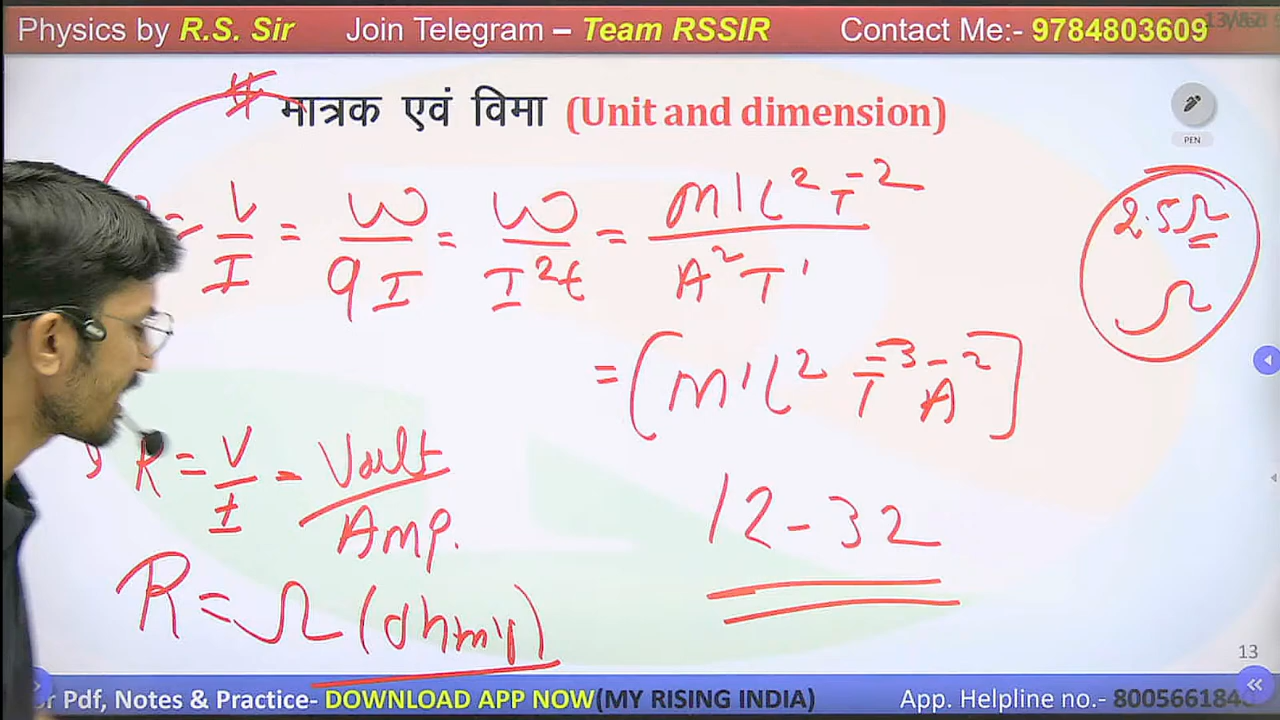 Physics by R.S. Sir Join Telegram – Team RSSIR Contact Me:- 9784803609
मात्रक एवं विमा (Unit and dimension)
= V/I = W/qI = W/I²t = M¹L²T⁻²/A²T¹
= [M¹L²T⁻³A⁻²]
2.5Ω
Ω
R = V/I = Vault/Amp.
12-32
R = Ω (ohm
13
Pdf, Notes & Practice- DOWNLOAD APP NOW(MY RISING INDIA) App. Helpline no.- 800566184
PEN